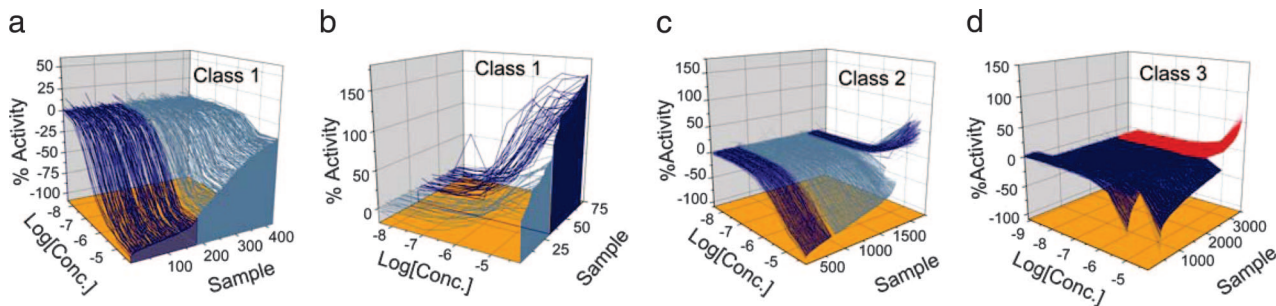 a
Class 1
% Activity
50
25
0
-25
-50
-75
-100
-8
-7
-6
-5
Log[Conc.]
100
200
300
400
Sample
b
Class 1
% Activity
150
100
50
0
-8
-7
-6
-5
Log[Conc.]
25
50
75
Sample
c
Class 2
%Activity
150
100
50
0
-50
-100
-8
-7
-6
-5
Log[Conc.]
500
1000
1500
Sample
d
Class 3
%Activity
150
100
50
0
-50
-100
-9
-8
-7
-6
-5
Log[Conc.]
1000
2000
3000
Sample